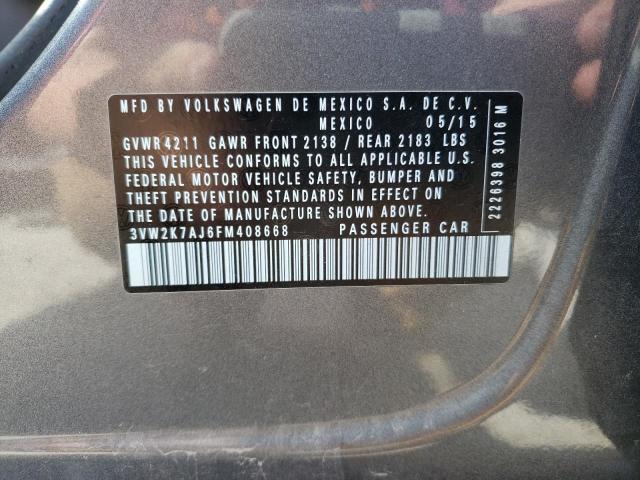 MFD BY VOLKSWAGEN DE MEXICO S.A. DE C.V.
MEXICO 05/15
GVWR 4211 GAWR FRONT 2138 / REAR 2183 LBS
THIS VEHICLE CONFORMS TO ALL APPLICABLE U.S.
FEDERAL MOTOR VEHICLE SAFETY, BUMPER AND
THEFT PREVENTION STANDARDS IN EFFECT ON
THE DATE OF MANUFACTURE SHOWN ABOVE.
3VW2K7AJ6FM408668 PASSENGER CAR
2226398 3016 M